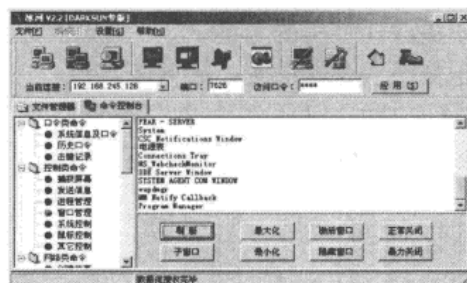 冰河 V2.2 [DARKSUN专版]
文件[F] 设置[G] 帮助[H]
当前连接: 192.168.245.128 端口: 7626 访问口令: **** 应用
文件管理器 命令控制台
口令类命令
系统信息及口令
历史口令
击键记录
控制类命令
捕获屏幕
发送信息
进程管理
窗口管理
系统控制
鼠标控制
其它控制
网络类命令
FEAR - SERVER
System
CSC Notifications Window
电源表
Connections Tray
MS_WebcheckMonitor
SENS Server Window
SYSTEM AGENT COM WINDOW
MM Notify Callback
Program Manager
刷新 最大化 激活窗口 正常关闭
子窗口 最小化 隐藏窗口 暴力关闭
数据接收完毕